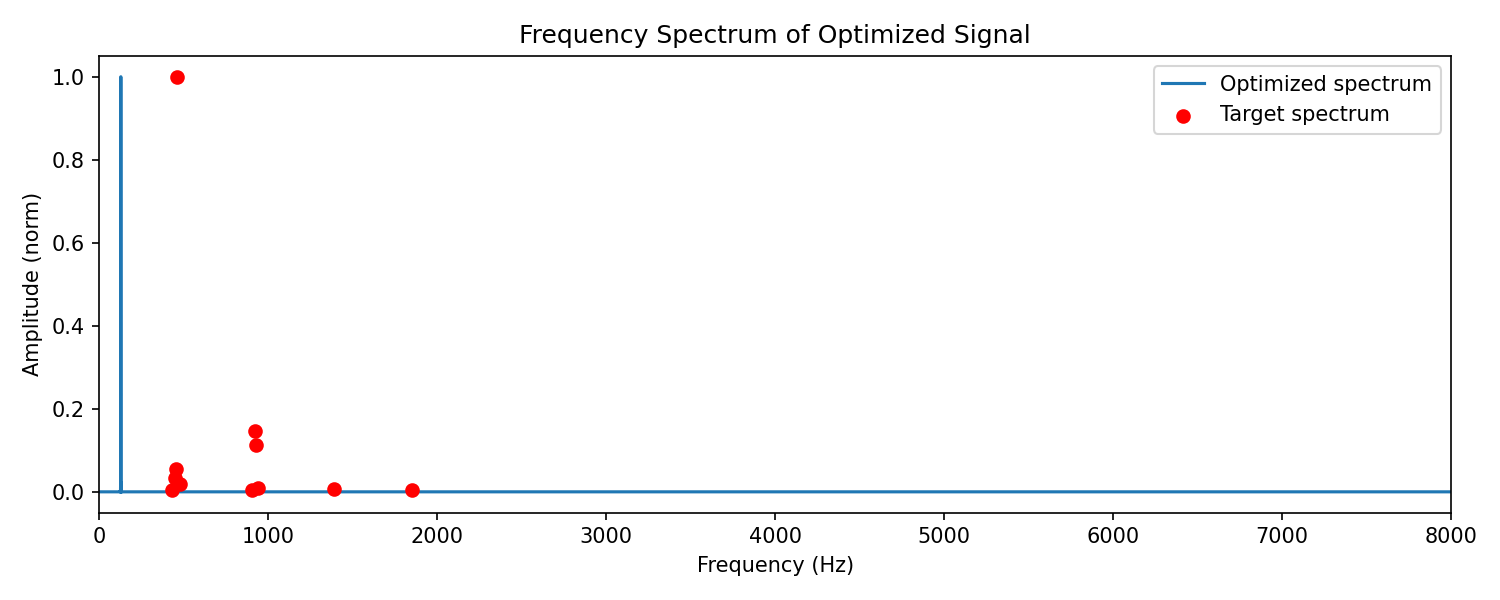 Frequency Spectrum of Optimized Signal
Optimized spectrum
Target spectrum
Amplitude (norm)
1.0
0.8
0.6
0.4
0.2
0.0
0 1000 2000 3000 4000 5000 6000 7000 8000
Frequency (Hz)